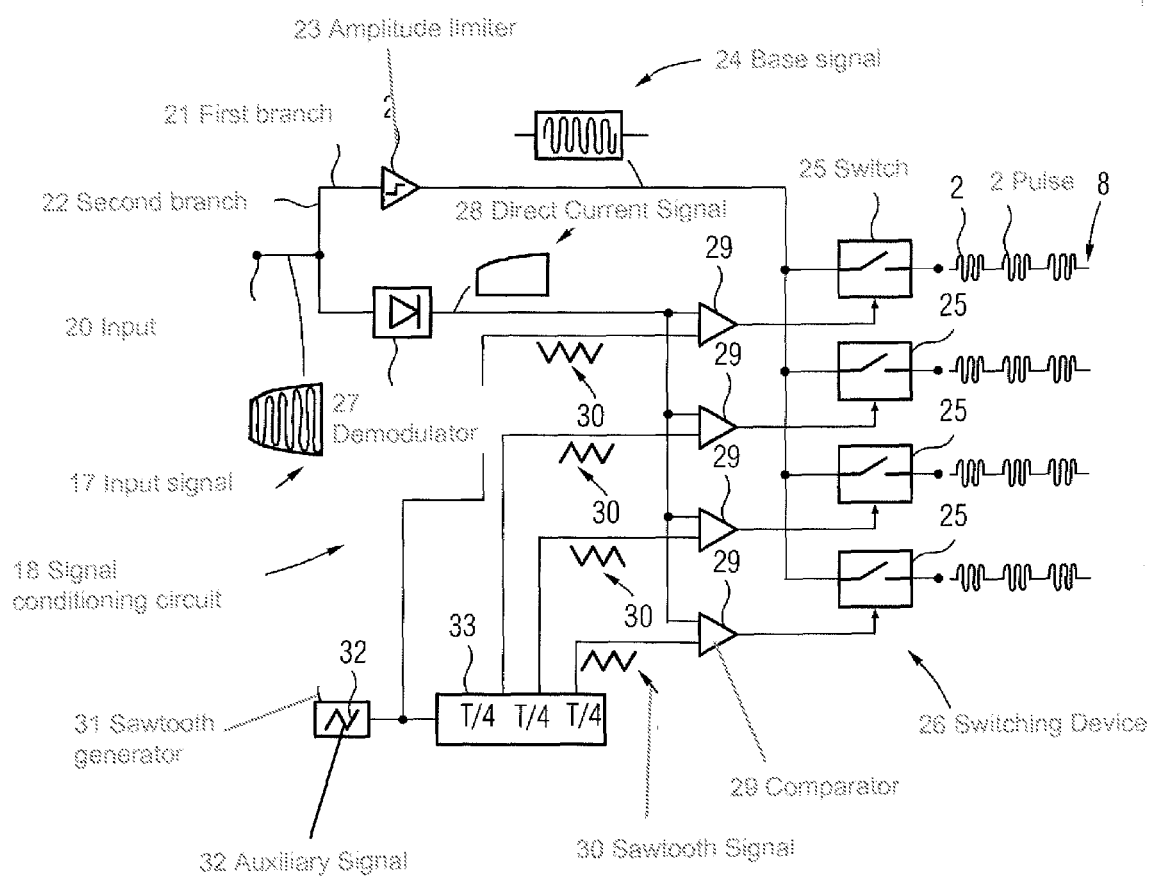 23 Amplitude limiter
24 Base signal
21 First branch
2
25 Switch
2
2 Pulse
8
22 Second branch
28 Direct Current Signal
29
25
20 Input
29
30
27
Demodulator
25
29
17 Input signal
30
25
29
18 Signal
conditioning circuit
30
33
32
T/4 T/4 T/4
31 Sawtooth
generator
26 Switching Device
29 Comparator
30 Sawtooth Signal
32 Auxiliary Signal